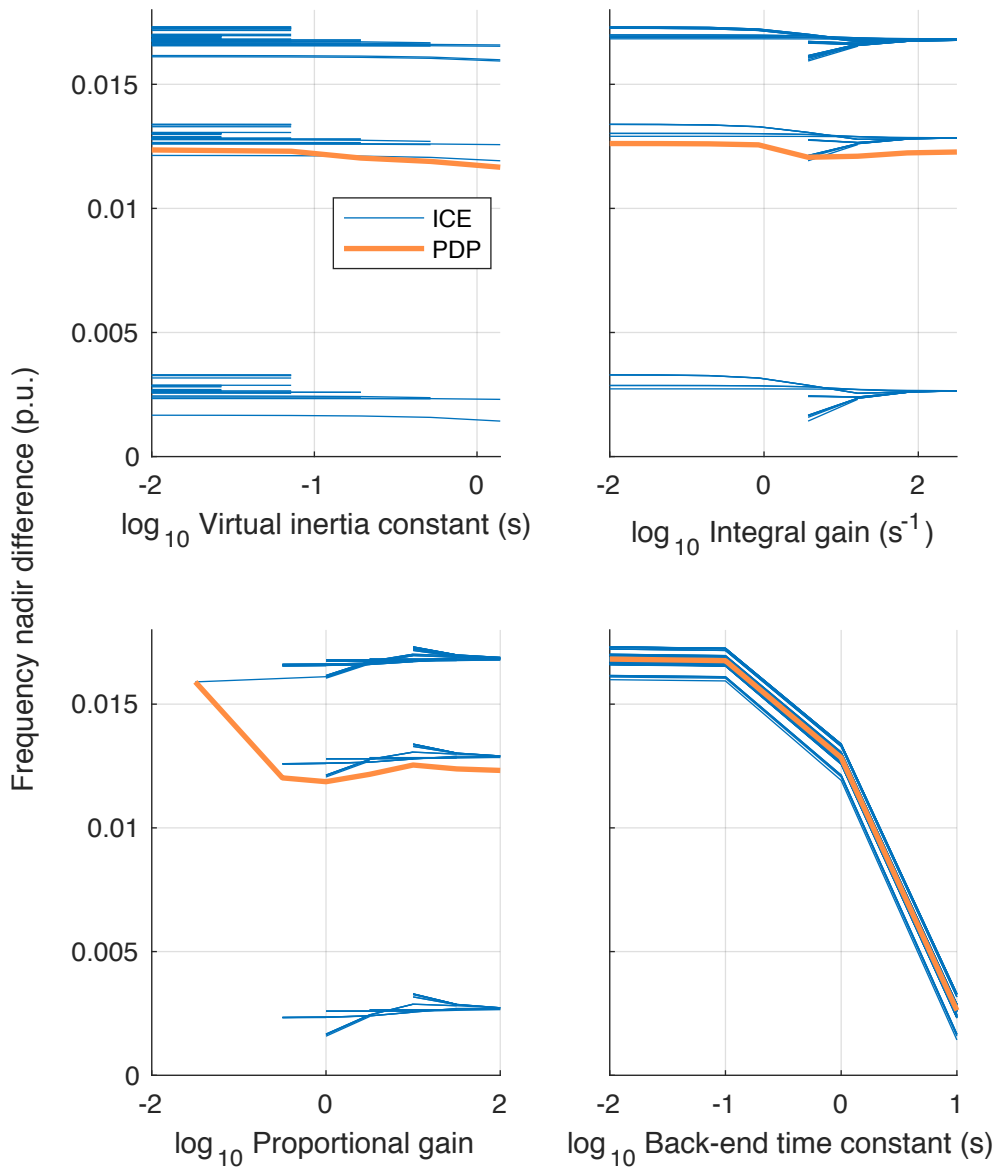 Frequency nadir difference (p.u.)
0.015
0.01
0.005
0
ICE
PDP
-2 -1 0
log10 Virtual inertia constant (s)
-2 0 2
log10 Integral gain (s-1)
0.015
0.01
0.005
0
-2 0 2
log10 Proportional gain
-2 -1 0 1
log10 Back-end time constant (s)